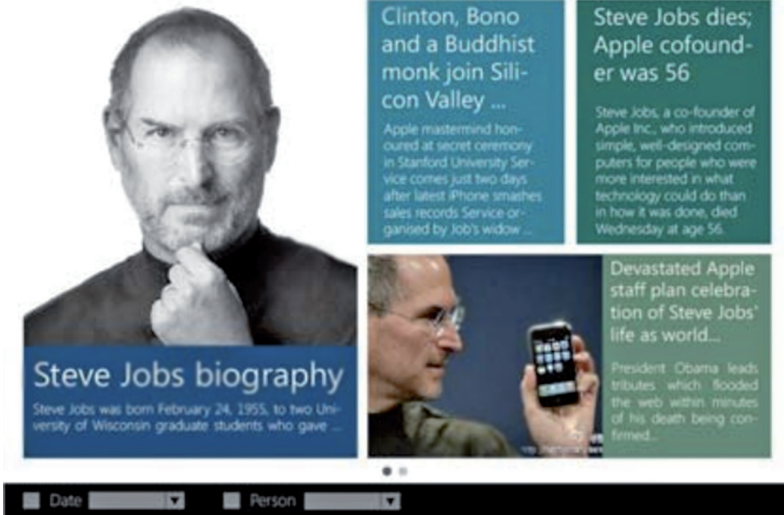 Clinton, Bono
and a Buddhist
monk join Sili-
con Valley ...
Apple mastermind hon-
oured at secret ceremony
in Stanford University Ser-
vice comes just two days
after latest iPhone smashes
sales records Service or-
ganised by Job's widow ...
Steve Jobs dies;
Apple cofound-
er was 56
Steve Jobs, a co-founder of
Apple Inc., who introduced
simple, well-designed com-
puters for people who were
more interested in what
technology could do than
in how it was done, died
Wednesday at age 56.
Steve Jobs biography
Steve Jobs was born February 24, 1955, to two Uni-
versity of Wisconsin graduate students who gave ...
Devastated Apple
staff plan celebra-
tion of Steve Jobs'
life as world...
President Obama leads
tributes which flooded
the web within minutes
of his death being con-
firmed...
Date
Person